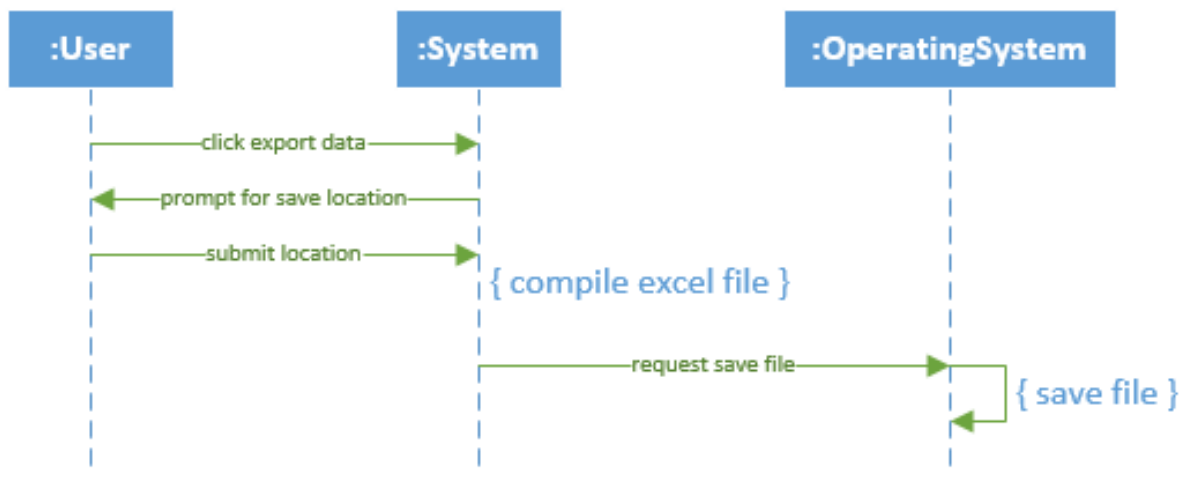 :User
:System
:OperatingSystem
click export data
prompt for save location
submit location
{ compile excel file }
request save file
{ save file }